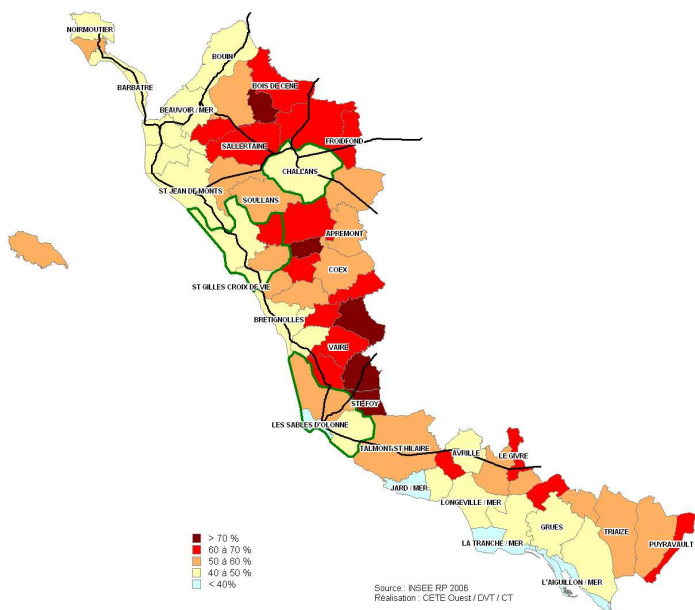 NOIRMOUTIER
BARBATRE
BOUIN
BOIS DE CENE
BEAUVOIR / MER
SALLERTAINE
FROIDFOND
CHALLANS
ST JEAN DE MONTS
SOULLANS
APREMONT
COEX
ST GILLES CROIX DE VIE
BRETIGNOLLES
VAIRE
STE FOY
LES SABLES D'OLONNE
TALMONT ST HILAIRE
AVRILLE
LE GIVRE
JARD / MER
LONGEVILLE / MER
GRUES
TRIAIZE
LA TRANCHE / MER
PUYRAVAULT
L'AIGUILLON / MER
> 70 %
60 à 70 %
50 à 60 %
40 à 50 %
< 40%
Source : INSEE RP 2006
Réalisation : CETE Ouest / DVT / CT